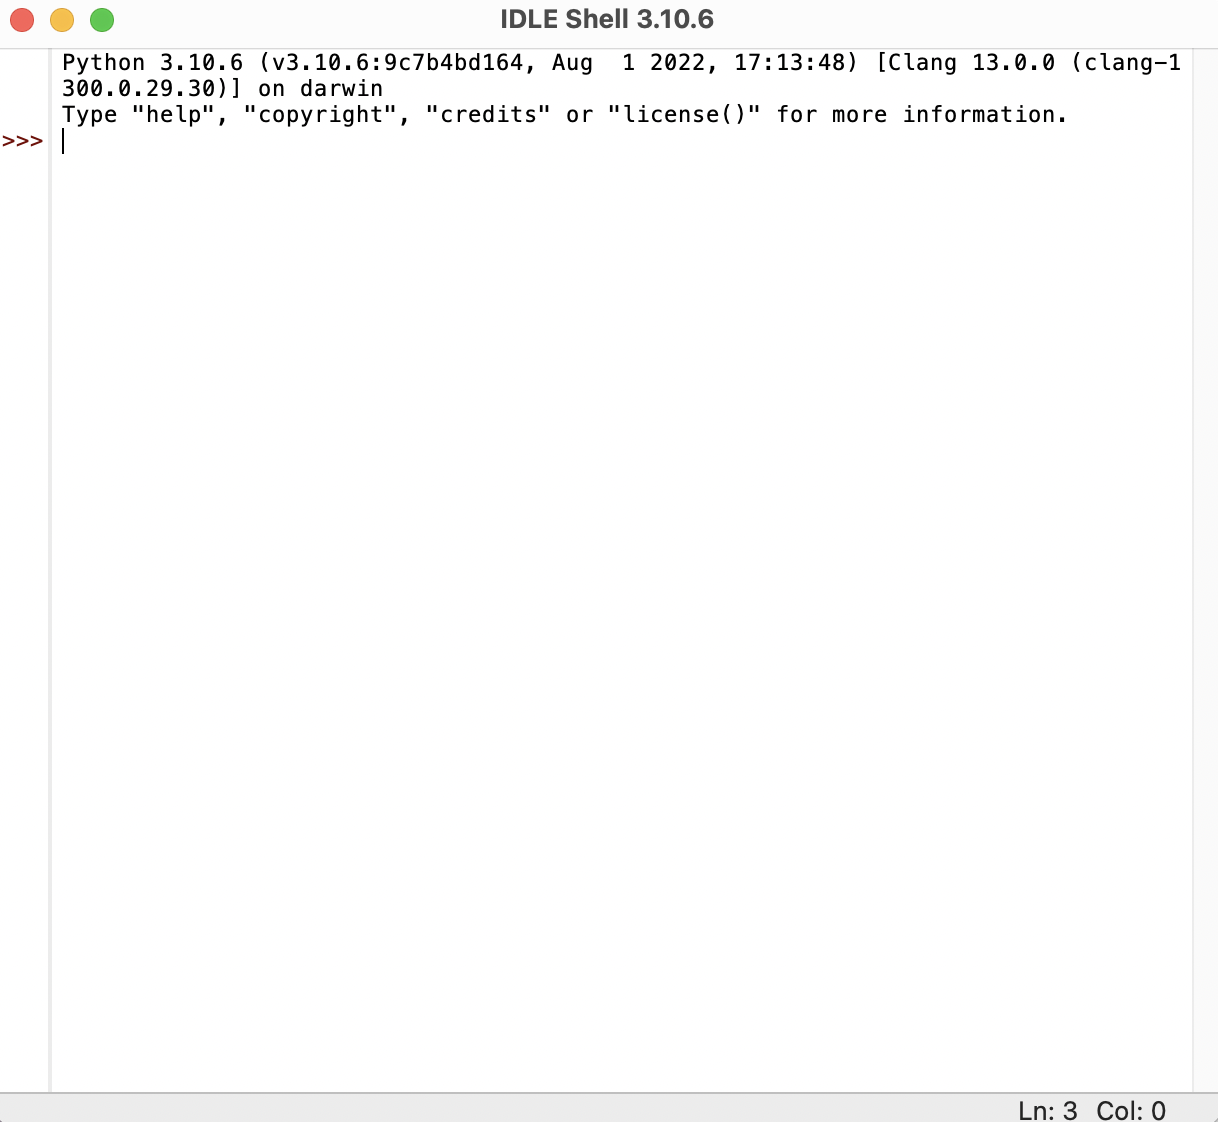 IDLE Shell 3.10.6
Python 3.10.6 (v3.10.6:9c7b4bd164, Aug  1 2022, 17:13:48) [Clang 13.0.0 (clang-1
300.0.29.30)] on darwin
Type "help", "copyright", "credits" or "license()" for more information.
>>>
Ln: 3  Col: 0